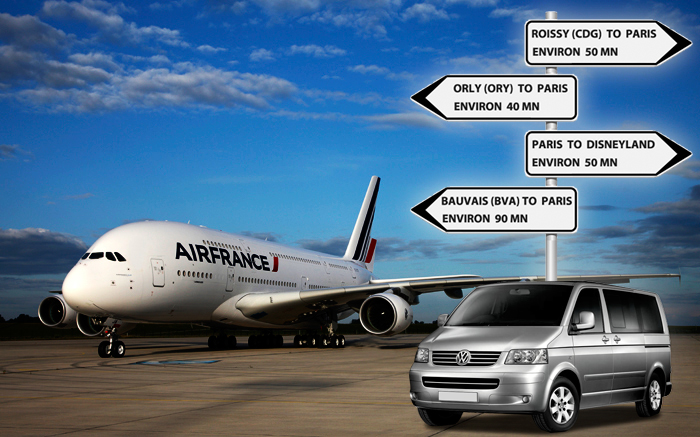 ROISSY (CDG) TO PARIS
ENVIRON 50 MN
ORLY (ORY) TO PARIS
ENVIRON 40 MN
PARIS TO DISNEYLAND
ENVIRON 50 MN
BAUVAIS (BVA) TO PARIS
ENVIRON 90 MN
AIRFRANCE